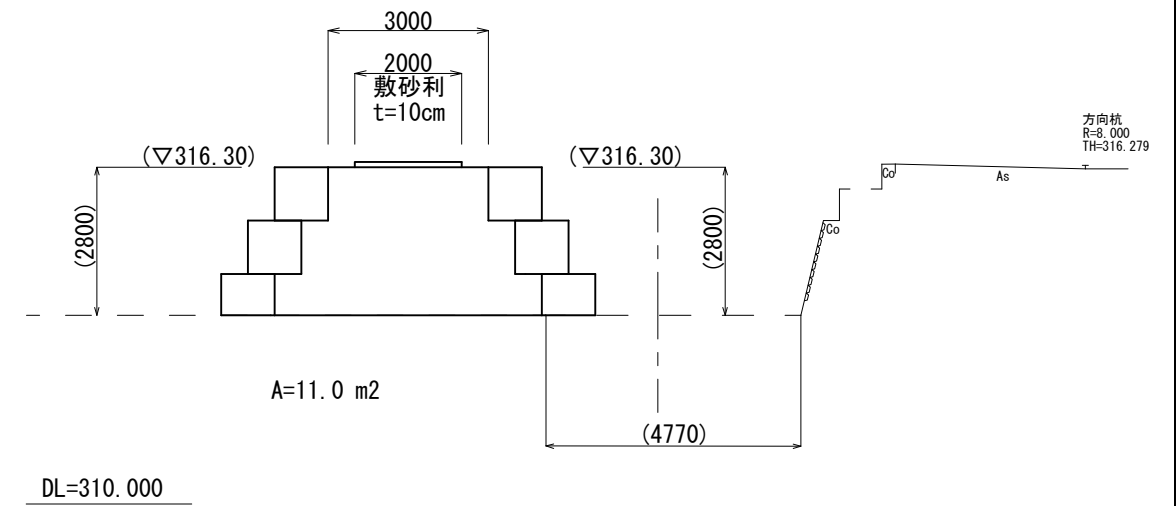 3000
2000
敷砂利
t=10cm
(▽316.30)
(▽316.30)
方向杭
R=8.000
TH=316.279
Co
As
Co
(2800)
(2800)
A=11.0 m2
(4770)
DL=310.000